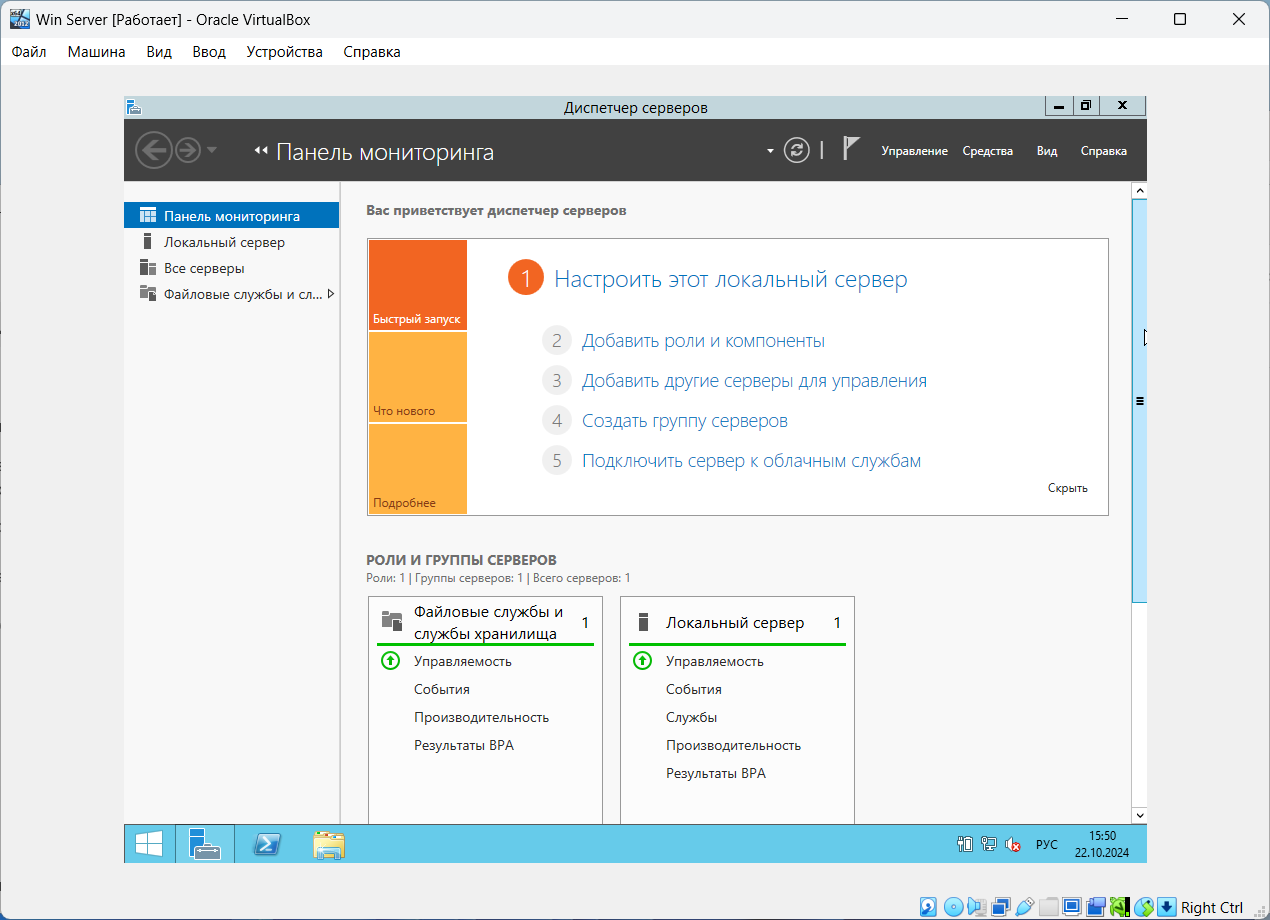 Win Server [Работает] - Oracle VirtualBox
Файл Машина Вид Ввод Устройства Справка
Диспетчер серверов
Панель мониторинга
Управление Средства Вид Справка
Панель мониторинга
Локальный сервер
Все серверы
Файловые службы и сл...
Вас приветствует диспетчер серверов
Быстрый запуск
Что нового
Подробнее
1 Настроить этот локальный сервер
2 Добавить роли и компоненты
3 Добавить другие серверы для управления
4 Создать группу серверов
5 Подключить сервер к облачным службам
Скрыть
РОЛИ И ГРУППЫ СЕРВЕРОВ
Роли: 1 | Группы серверов: 1 | Всего серверов: 1
Файловые службы и
службы хранилища 1
Управляемость
События
Производительность
Результаты BPA
Локальный сервер 1
Управляемость
События
Службы
Производительность
Результаты BPA
РУС
15:50
22.10.2024
Right Ctrl